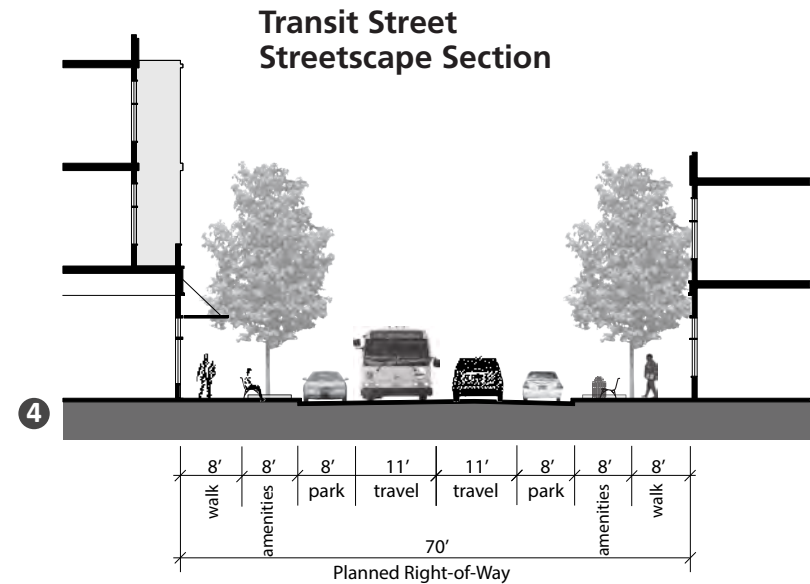 Transit Street
Streetscape Section
4
8’ 8’ 8’ 11’ 11’ 8’ 8’ 8’
walk amenities park travel travel park amenities walk
70’
Planned Right-of-Way